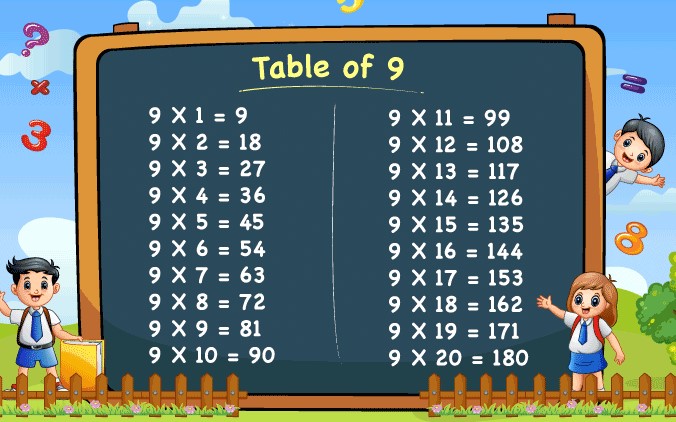 5
?
×
3
=
8
Table of 9
9 X 1 = 9
9 X 2 = 18
9 X 3 = 27
9 X 4 = 36
9 X 5 = 45
9 X 6 = 54
9 X 7 = 63
9 X 8 = 72
9 X 9 = 81
9 X 10 = 90
9 X 11 = 99
9 X 12 = 108
9 X 13 = 117
9 X 14 = 126
9 X 15 = 135
9 X 16 = 144
9 X 17 = 153
9 X 18 = 162
9 X 19 = 171
9 X 20 = 180